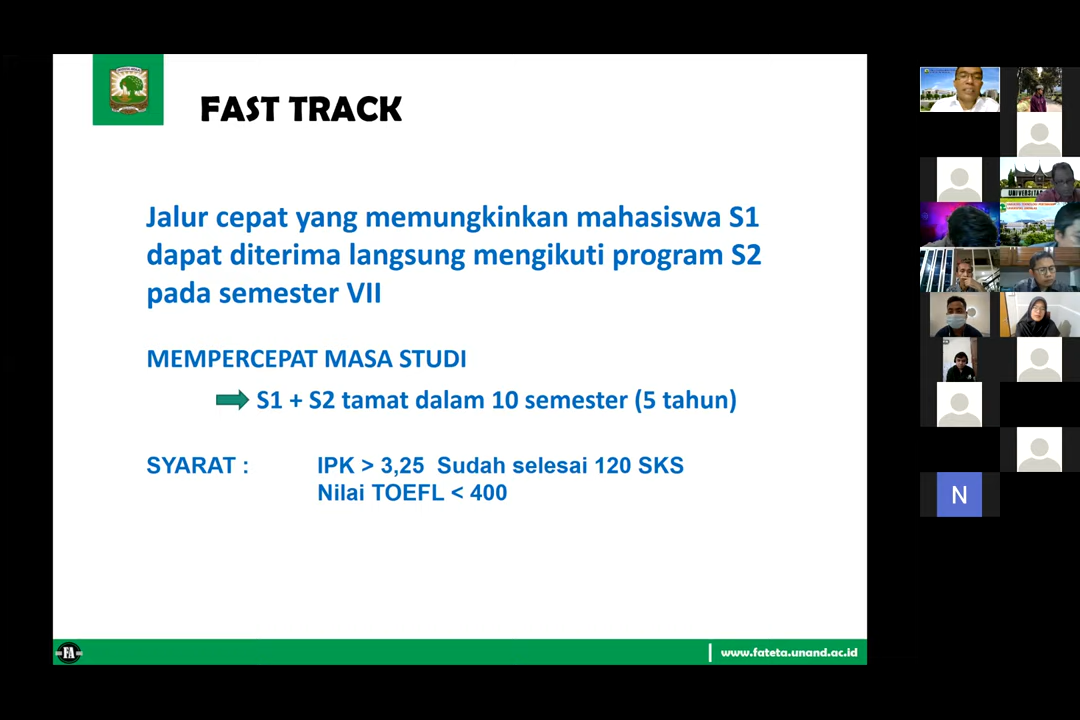 FAST TRACK
Jalur cepat yang memungkinkan mahasiswa S1
dapat diterima langsung mengikuti program S2
pada semester VII
MEMPERCEPAT MASA STUDI
S1 + S2 tamat dalam 10 semester (5 tahun)
SYARAT : IPK > 3,25 Sudah selesai 120 SKS
Nilai TOEFL < 400
FA
www.fateta.unand.ac.id
N